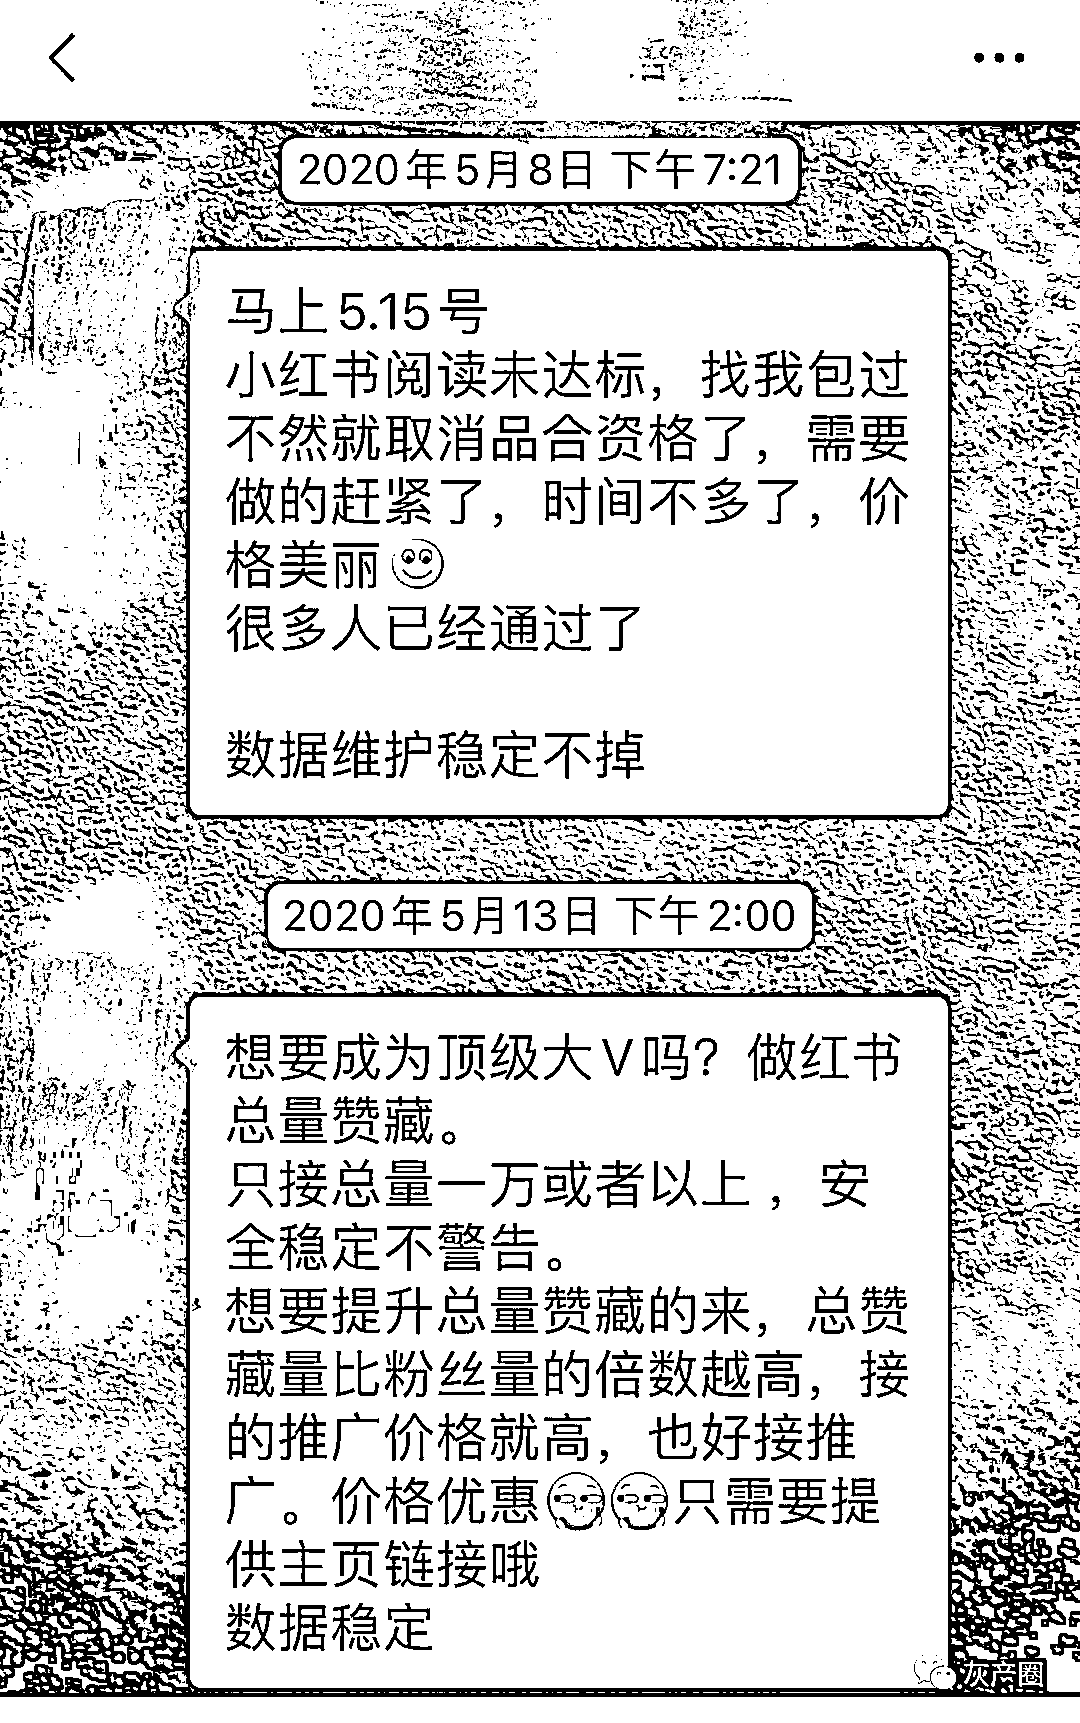 2020年5月8日 下午7:21
马上5.15号
小红书阅读未达标，找我包过
不然就取消品合资格了，需要
做的赶紧了，时间不多了，价
格美丽
很多人已经通过了
数据维护稳定不掉
2020年5月13日 下午2:00
想要成为顶级大V吗？做红书
总量赞藏。
只接总量一万或者以上 ，安
全稳定不警告。
想要提升总量赞藏的来，总赞
藏量比粉丝量的倍数越高，接
的推广价格就高，也好接推
广。价格优惠只需要提
供主页链接哦
数据稳定
灰产圈